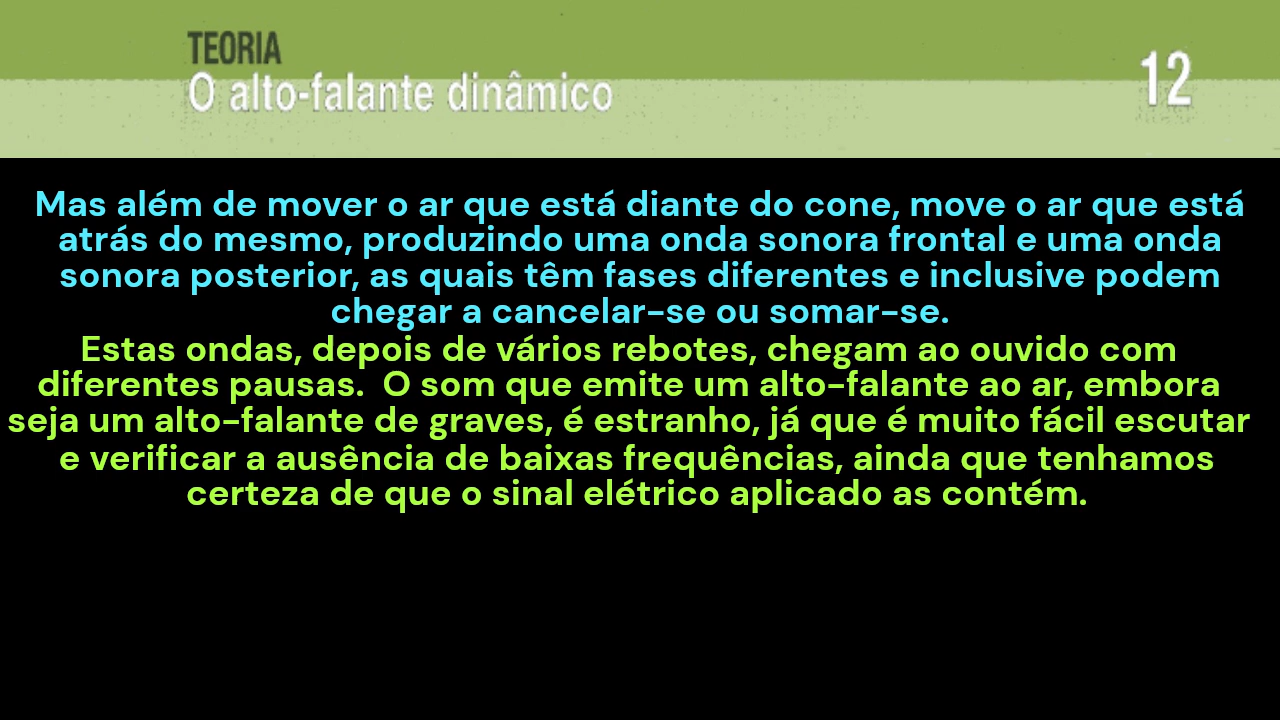 TEORIA
O alto-falante dinâmico
12
Mas além de mover o ar que está diante do cone, move o ar que está
atrás do mesmo, produzindo uma onda sonora frontal e uma onda
sonora posterior, as quais têm fases diferentes e inclusive podem
chegar a cancelar-se ou somar-se.
Estas ondas, depois de vários rebotes, chegam ao ouvido com
diferentes pausas.  O som que emite um alto-falante ao ar, embora
seja um alto-falante de graves, é estranho, já que é muito fácil escutar
e verificar a ausência de baixas frequências, ainda que tenhamos
certeza de que o sinal elétrico aplicado as contém.